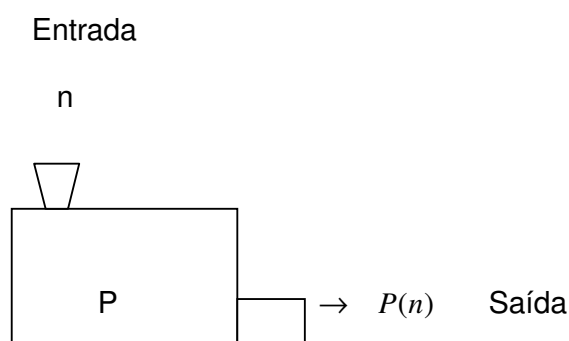 Entrada
n
P → P(n) Saída